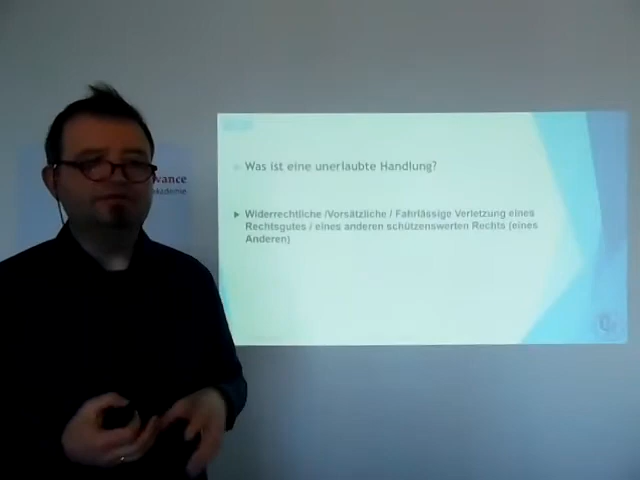 Was ist eine unerlaubte Handlung?
vance
Widerrechtliche /Vorsätzliche / Fahrlässige Verletzung eines
Rechtsgutes / eines anderen schützenswerten Rechts (eines
Anderen)